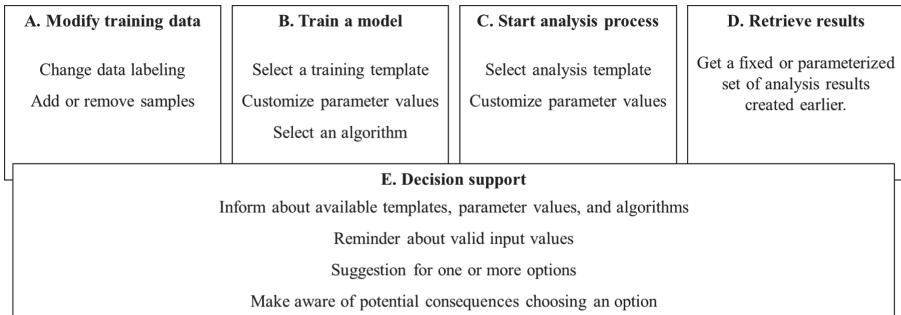 A. Modify training data
Change data labeling
Add or remove samples
B. Train a model
Select a training template
Customize parameter values
Select an algorithm
C. Start analysis process
Select analysis template
Customize parameter values
D. Retrieve results
Get a fixed or parameterized
set of analysis results
created earlier.
E. Decision support
Inform about available templates, parameter values, and algorithms
Reminder about valid input values
Suggestion for one or more options
Make aware of potential consequences choosing an option